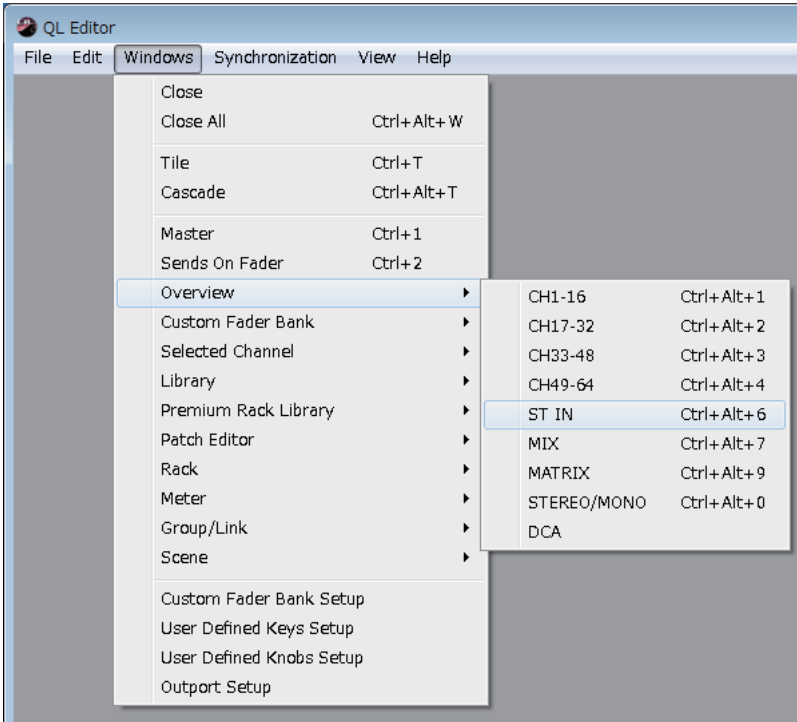 QL Editor
File Edit Windows Synchronization View Help
Close
Close All Ctrl+Alt+W
Tile Ctrl+T
Cascade Ctrl+Alt+T
Master Ctrl+1
Sends On Fader Ctrl+2
Overview
Custom Fader Bank
Selected Channel
Library
Premium Rack Library
Patch Editor
Rack
Meter
Group/Link
Scene
Custom Fader Bank Setup
User Defined Keys Setup
User Defined Knobs Setup
Outport Setup
CH1-16 Ctrl+Alt+1
CH17-32 Ctrl+Alt+2
CH33-48 Ctrl+Alt+3
CH49-64 Ctrl+Alt+4
ST IN Ctrl+Alt+6
MIX Ctrl+Alt+7
MATRIX Ctrl+Alt+9
STEREO/MONO Ctrl+Alt+0
DCA